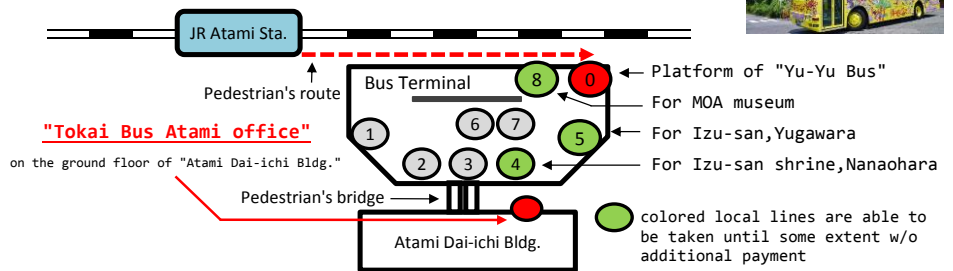 JR Atami Sta.
Pedestrian's route
Bus Terminal
8
0
Platform of "Yu-Yu Bus"
For MOA museum
"Tokai Bus Atami office"
on the ground floor of "Atami Dai-ichi Bldg."
1
6
7
5
For Izu-san,Yugawara
2
3
4
For Izu-san shrine,Nanaohara
Pedestrian's bridge
Atami Dai-ichi Bldg.
colored local lines are able to
be taken until some extent w/o
additional payment